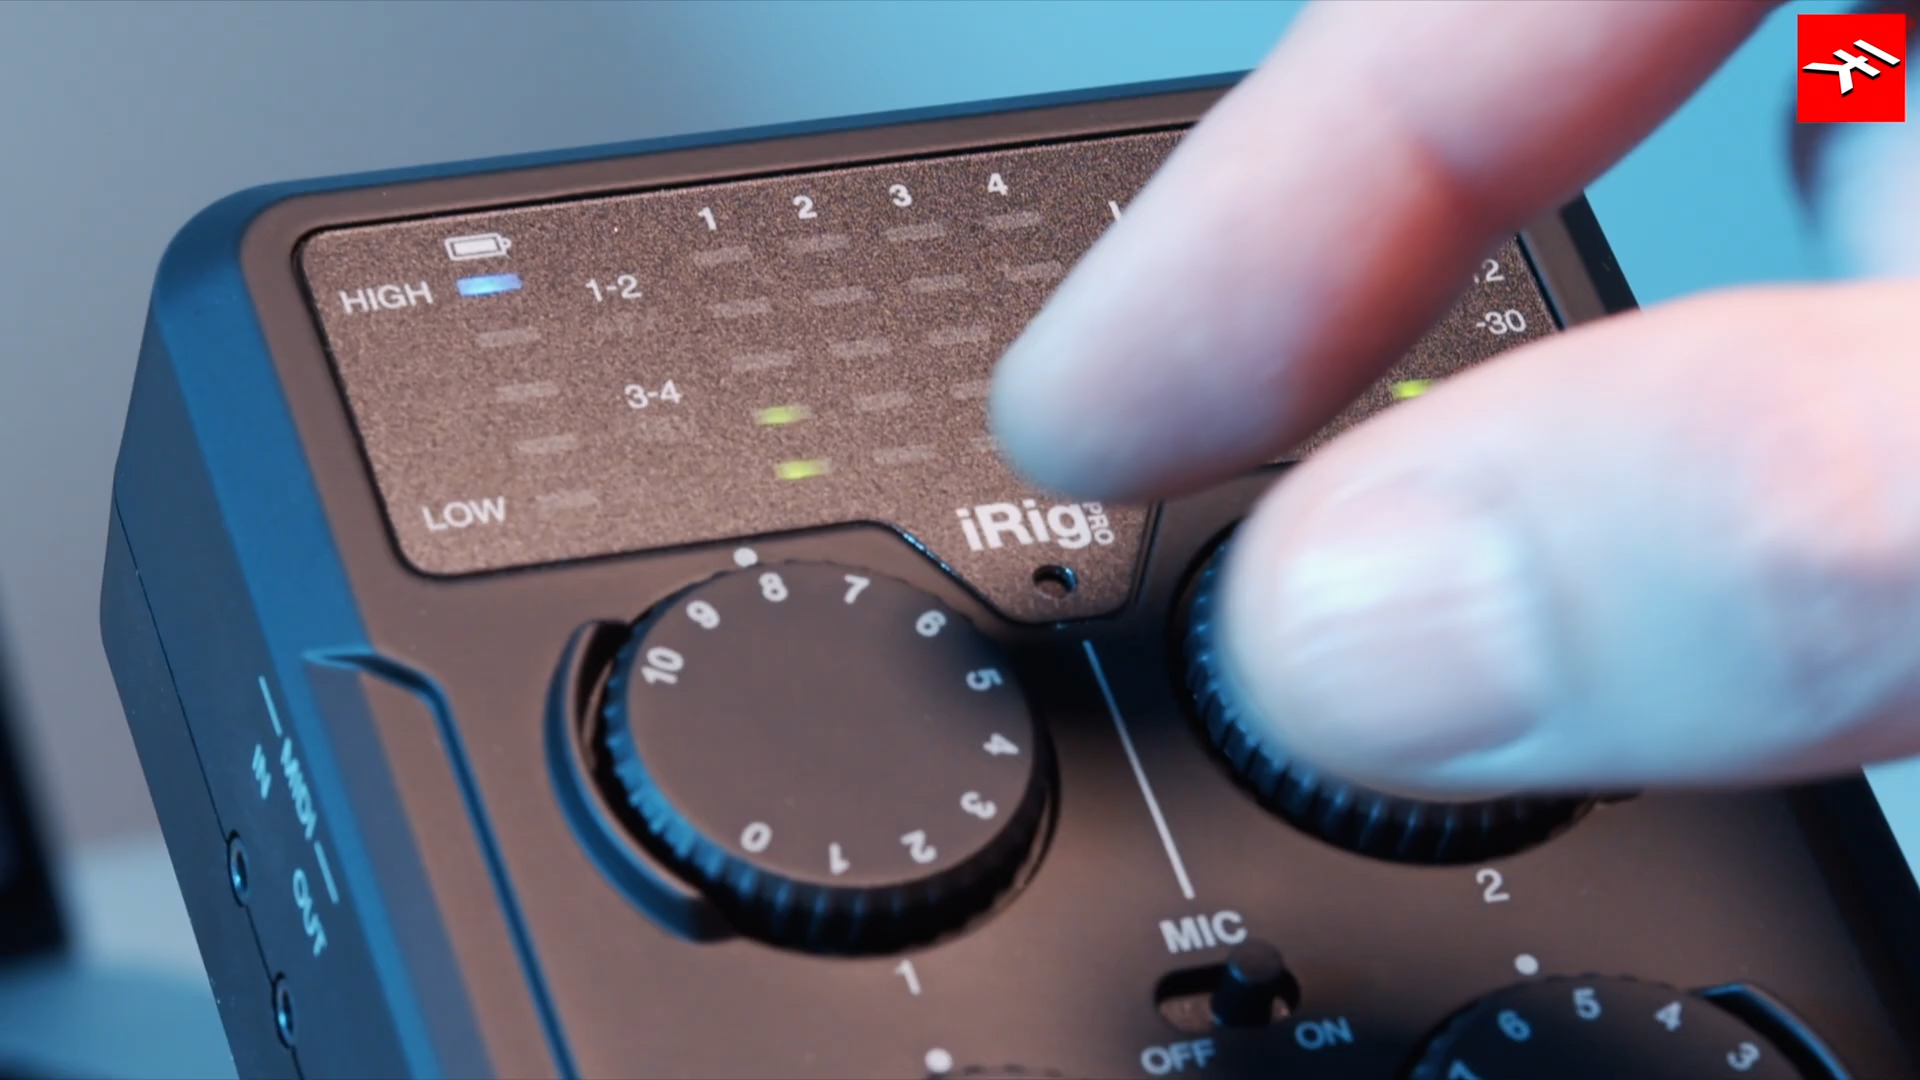 1 2 3 4
HIGH
1-2
-30
3-4
LOW
iRig PRO
10 9 8 7 6 5 4 3 2 1 0
MIDI
IN
OUT
1
2
MIC
OFF
ON
6 5 4 3